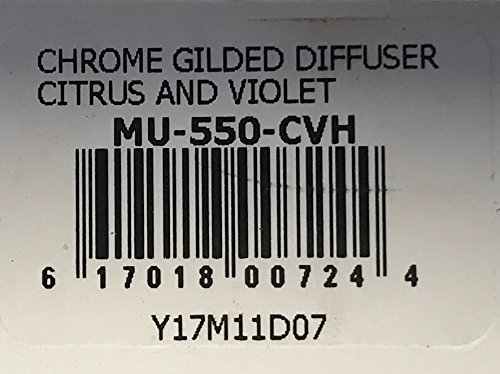 CHROME GILDED DIFFUSER
CITRUS AND VIOLET
MU-550-CVH
6 17018 00724 4
Y17M11D07